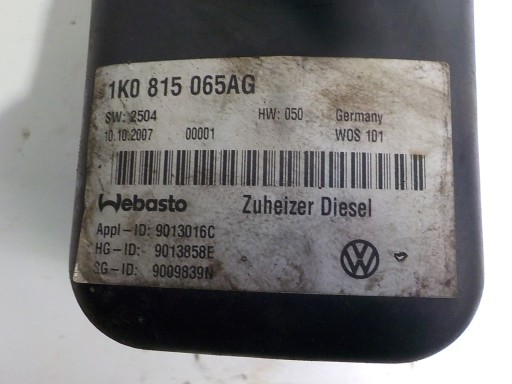 1K0 815 065AG
SW: 2504 HW: 050 Germany
10.10.2007 00001 WOS 101
Webasto Zuheizer Diesel
Appl-ID: 9013016C
HG-ID: 9013858E
SG-ID: 9009839N